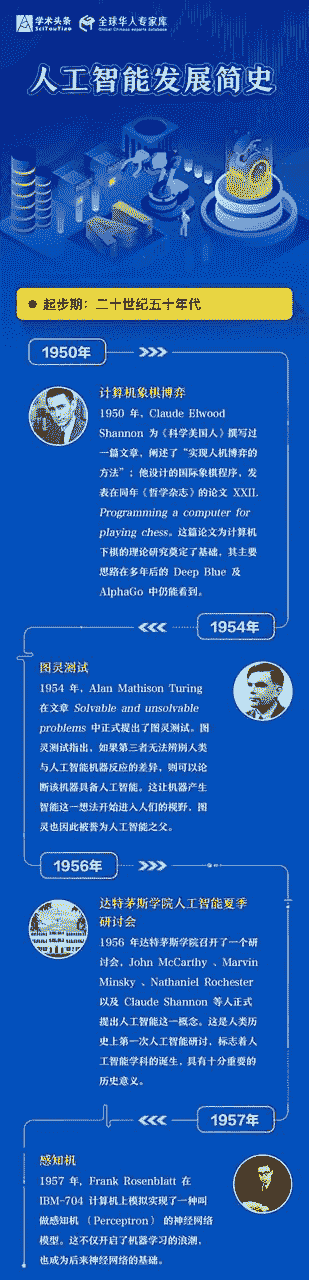 学术头条
SciTouTiao
全球华人专家库
Global Chinese experts database
人工智能发展简史
起步期：二十世纪五十年代
1950年
计算机象棋博弈
1950 年，Claude Elwood
Shannon 为《科学美国人》撰写过
一篇文章，阐述了“实现人机博弈的
方法”；他设计的国际象棋程序，发
表在同年《哲学杂志》的论文 XXII.
Programming a computer for
playing chess。这篇论文为计算机
下棋的理论研究奠定了基础，其主要
思路在多年后的 Deep Blue 及
AlphaGo 中仍能看到。
1954年
图灵测试
1954 年，Alan Mathison Turing
在文章 Solvable and unsolvable
problems 中正式提出了图灵测试。图
灵测试指出，如果第三者无法辨别人类
与人工智能机器反应的差异，则可以论
断该机器具备人工智能。这让机器产生
智能这一想法开始进入人们的视野，图
灵也因此被誉为人工智能之父。
1956年
达特茅斯学院人工智能夏季
研讨会
1956 年达特茅斯学院召开了一个研
讨会，John McCarthy 、Marvin
Minsky 、Nathaniel Rochester
以及 Claude Shannon 等人正式
提出人工智能这一概念。这是人类历
史上第一次人工智能研讨，标志着人
工智能学科的诞生，具有十分重要的
历史意义。
1957年
感知机
1957 年，Frank Rosenblatt 在
IBM-704 计算机上模拟实现了一种叫
做感知机 （Perceptron） 的神经网络
模型。这不仅开启了机器学习的浪潮，
也成为后来神经网络的基础。